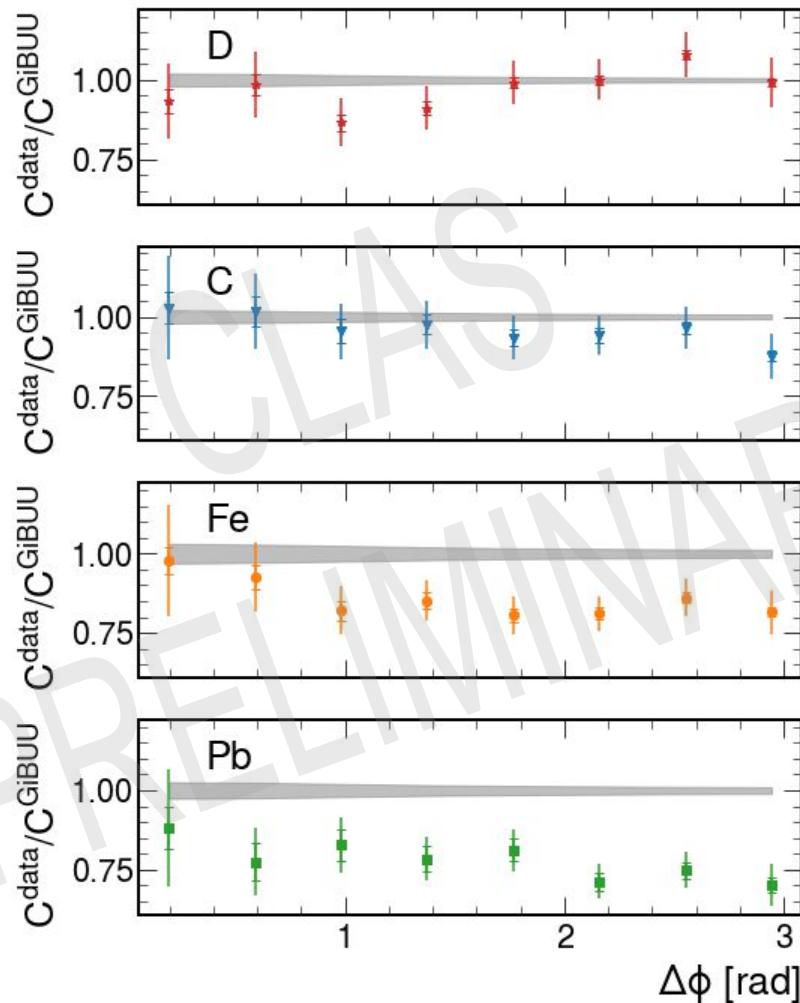 D
1.00
0.75
C^data/C^GiBUU
C
1.00
0.75
C^data/C^GiBUU
Fe
1.00
0.75
C^data/C^GiBUU
Pb
1.00
0.75
C^data/C^GiBUU
1 2 3
Δϕ [rad]
CLAS